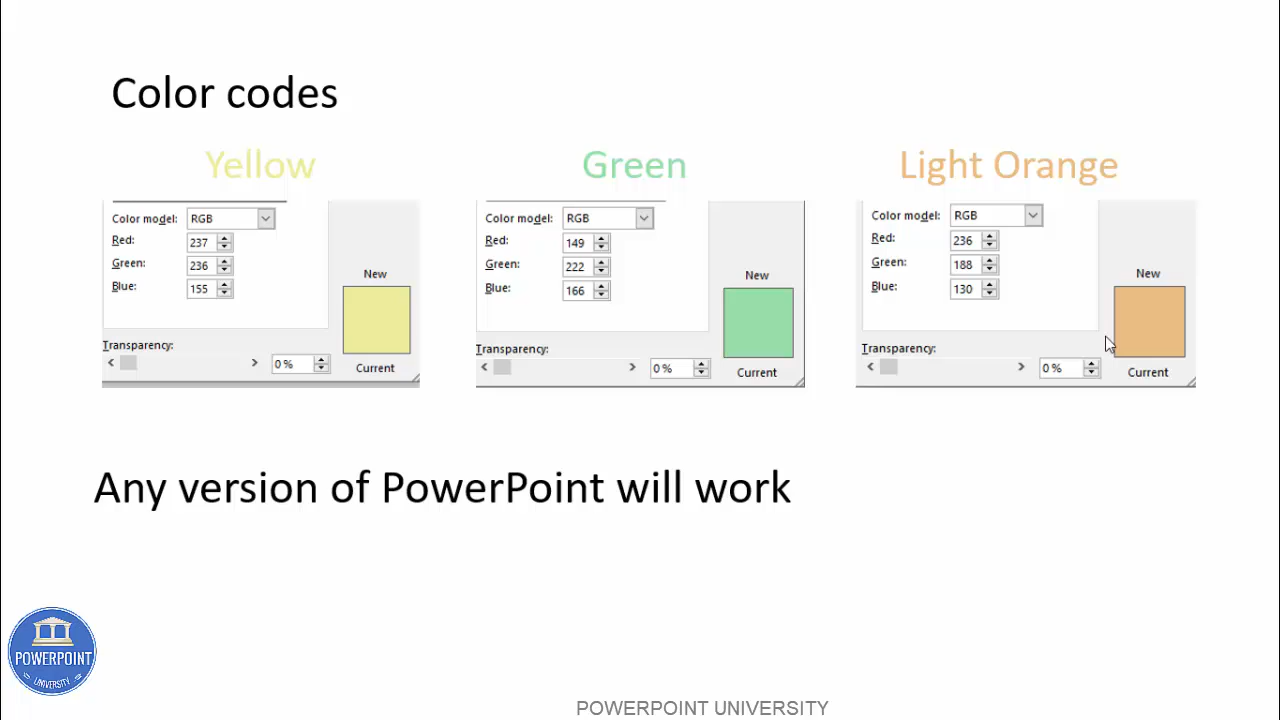 Color codes
Yellow
Color model: RGB
Red: 237
Green: 236
Blue: 155
New
Transparency:
0 %
Current
Green
Color model: RGB
Red: 149
Green: 222
Blue: 166
New
Transparency:
0 %
Current
Light Orange
Color model: RGB
Red: 236
Green: 188
Blue: 130
New
Transparency:
0 %
Current
Any version of PowerPoint will work
POWERPOINT
UNIVERSITY
POWERPOINT UNIVERSITY